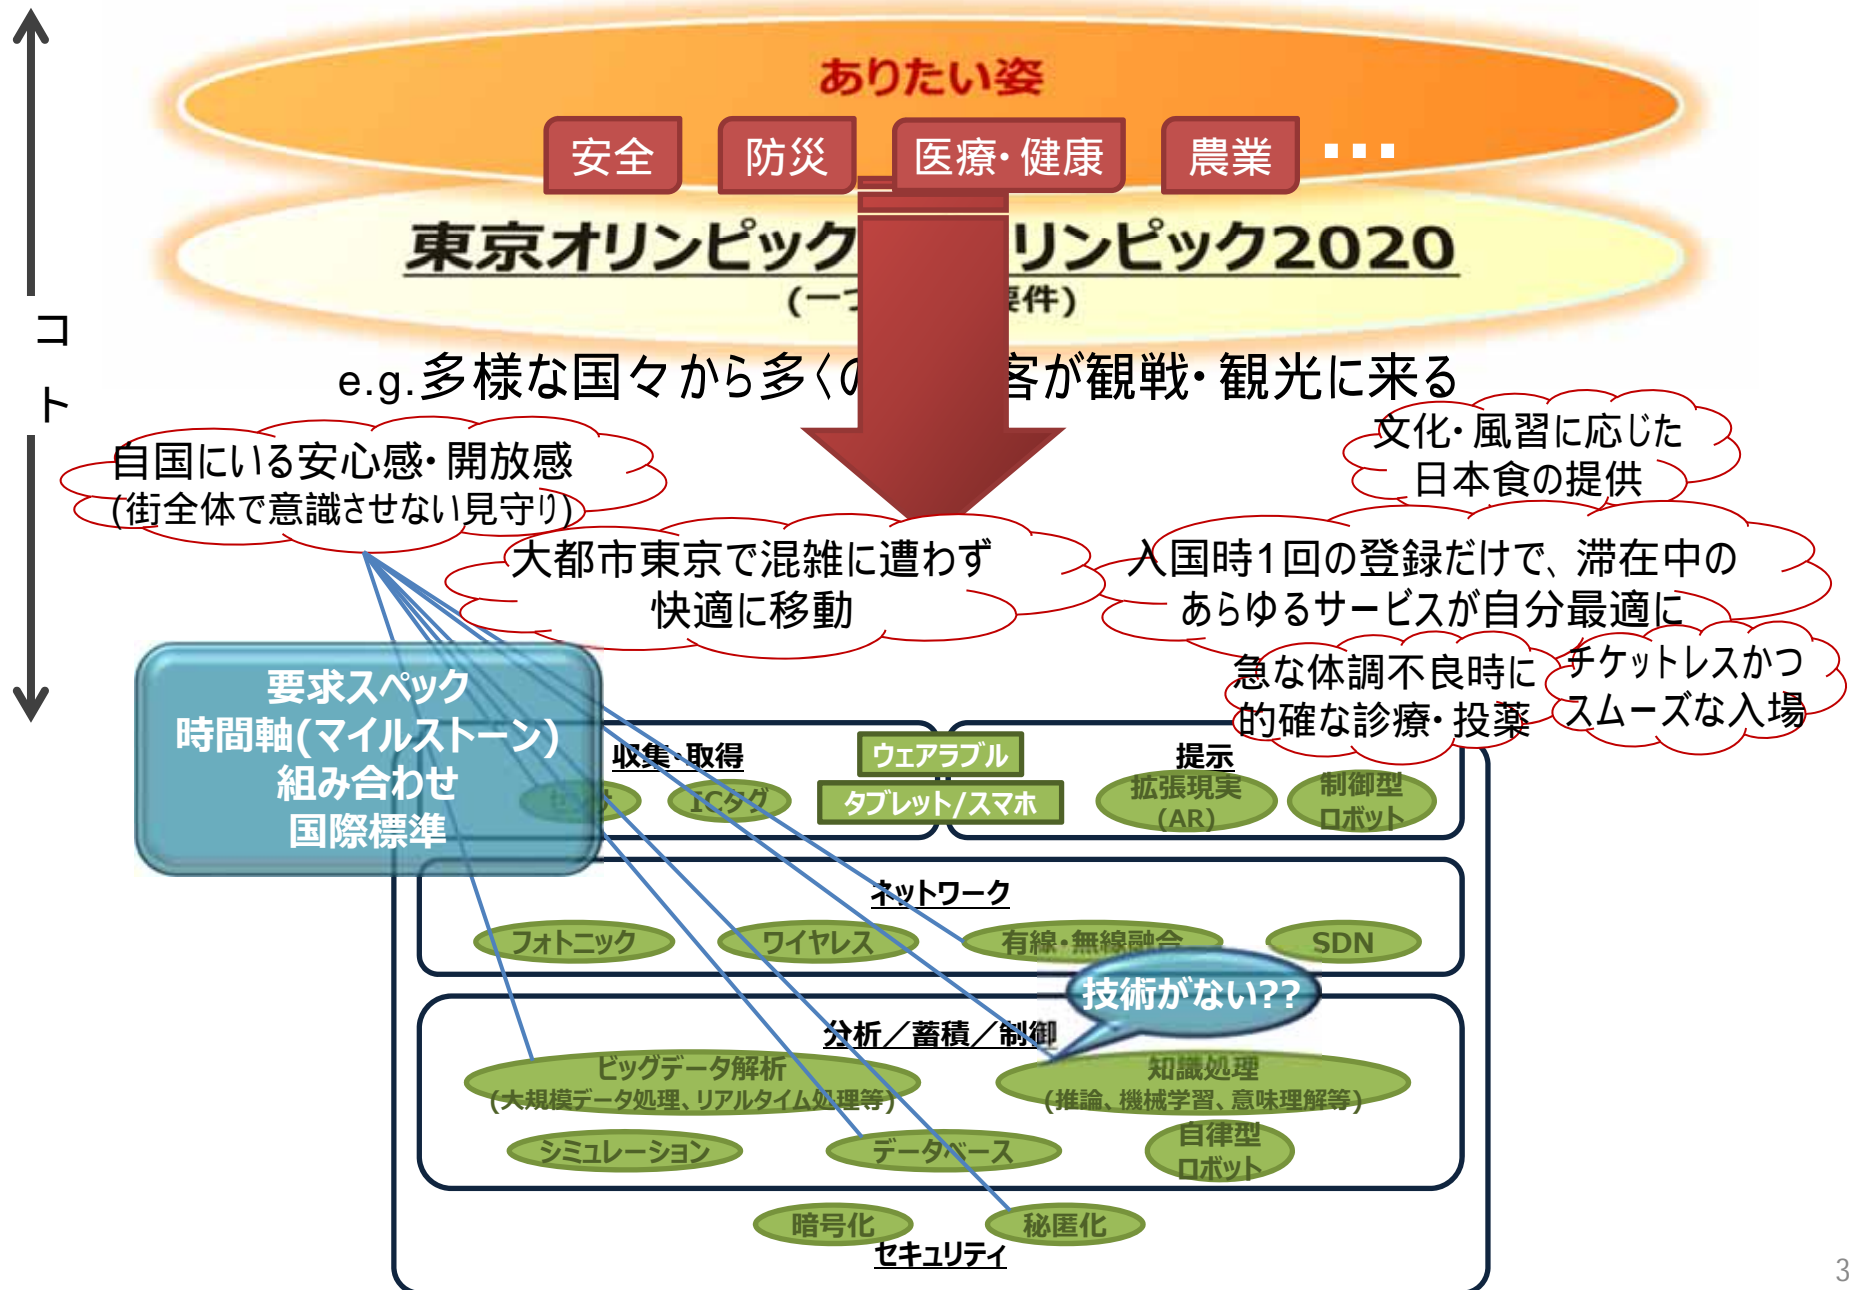 ありたい姿
安全
防災
医療・健康
農業
…
東京オリンピック リンピック2020
(一つ 要件)
e.g.多様な国々から多くの 客が観戦・観光に来る
コ
ト
自国にいる安心感・開放感
(街全体で意識させない見守り)
文化・風習に応じた
日本食の提供
大都市東京で混雑に遭わず
快適に移動
入国時1回の登録だけで、滞在中の
あらゆるサービスが自分最適に
急な体調不良時に
的確な診療・投薬
チケットレスかつ
スムーズな入場
要求スペック
時間軸(マイルストーン)
組み合わせ
国際標準
収集・取得
センサ
ICタグ
ウェアラブル
タブレット/スマホ
提示
拡張現実
(AR)
制御型
ロボット
ネットワーク
フォトニック
ワイヤレス
有線・無線融合
SDN
技術がない??
分析／蓄積／制御
ビッグデータ解析
(大規模データ処理、リアルタイム処理等)
知識処理
(推論、機械学習、意味理解等)
シミュレーション
データベース
自律型
ロボット
暗号化
秘匿化
セキュリティ
3